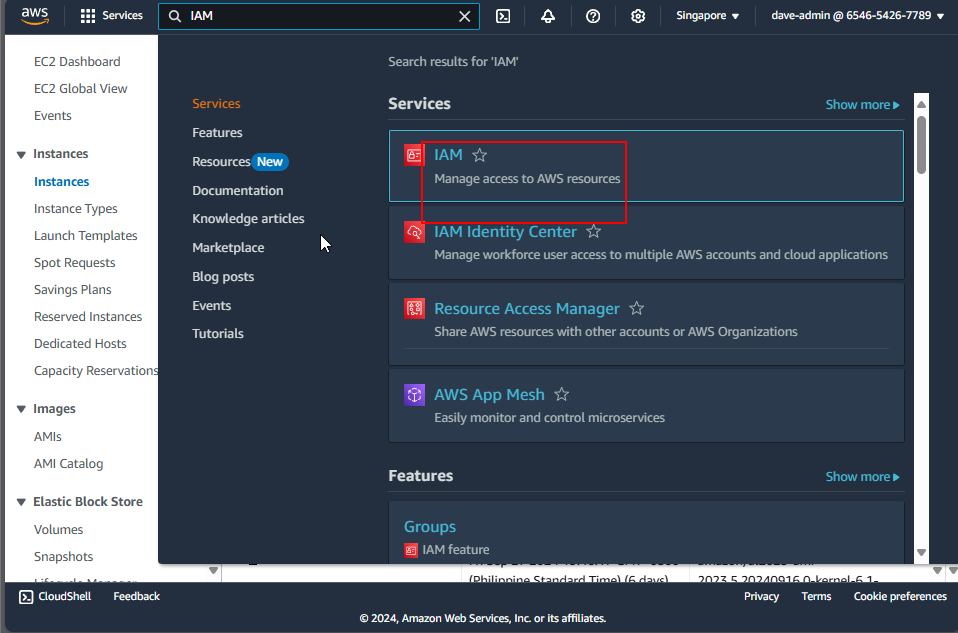 aws
Services
IAM
Singapore
dave-admin @ 6546-5426-7789
EC2 Dashboard
EC2 Global View
Events
Instances
Instances
Instance Types
Launch Templates
Spot Requests
Savings Plans
Reserved Instances
Dedicated Hosts
Capacity Reservations
Images
AMIs
AMI Catalog
Elastic Block Store
Volumes
Snapshots
Lifecycle Manager
Search results for 'IAM'
Services
Features
Resources New
Documentation
Knowledge articles
Marketplace
Blog posts
Events
Tutorials
Services
Show more
IAM
Manage access to AWS resources
IAM Identity Center
Manage workforce user access to multiple AWS accounts and cloud applications
Resource Access Manager
Share AWS resources with other accounts or AWS Organizations
AWS App Mesh
Easily monitor and control microservices
Features
Show more
Groups
IAM feature
(Philippine Standard Time) (6 days)
2023.5.20240916.0-kernel-6.1-
CloudShell
Feedback
Privacy
Terms
Cookie preferences
© 2024, Amazon Web Services, Inc. or its affiliates.